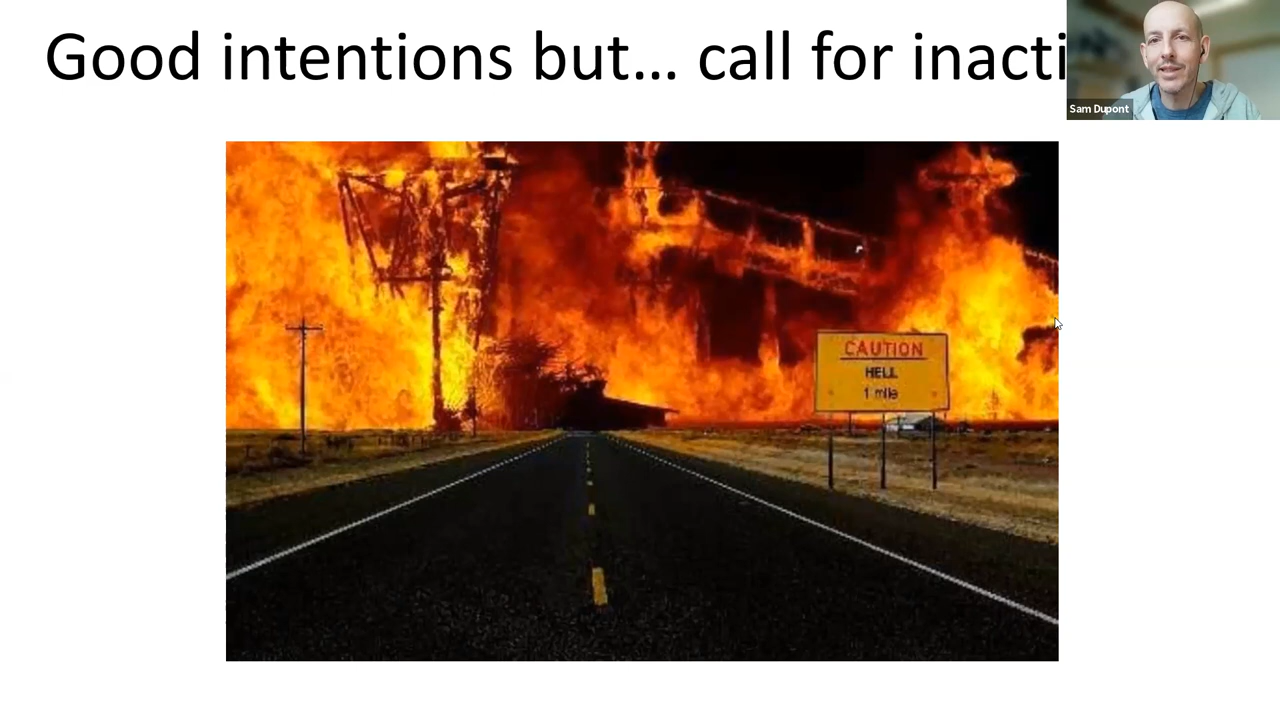 Good intentions but... call for inacti
Sam Dupont
CAUTION
HELL
1 mile